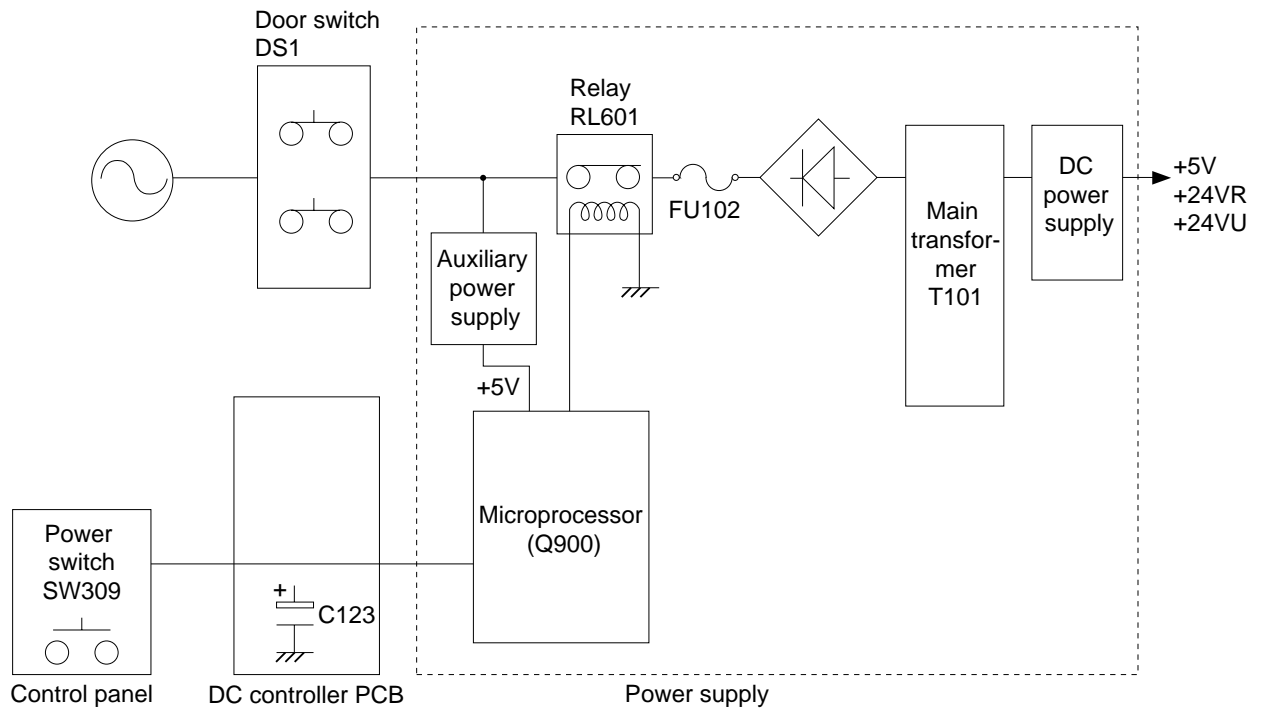 Door switch
DS1
Relay
RL601
FU102
Main
transfor-
mer
T101
DC
power
supply
+5V
+24VR
+24VU
Auxiliary
power
supply
+5V
Microprocessor
(Q900)
Power
switch
SW309
+
C123
Control panel
DC controller PCB
Power supply